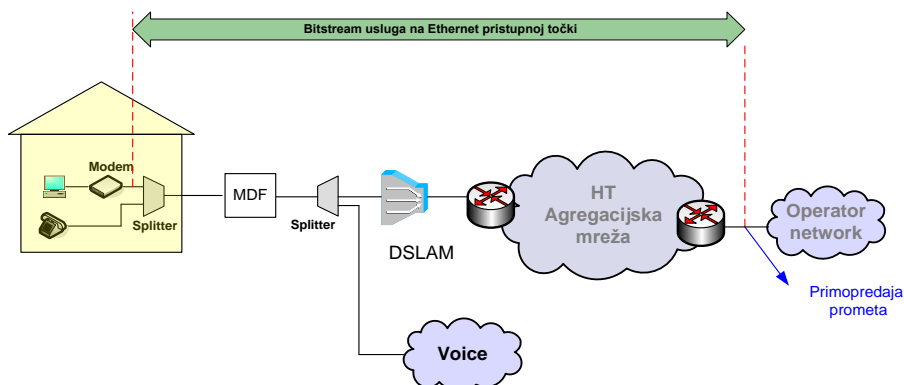 Bitstream usluga na Ethernet pristupnoj točki
Modem
Splitter
MDF
Splitter
DSLAM
HT
Agregacijska
mreža
Operator
network
Primopredaja
prometa
Voice